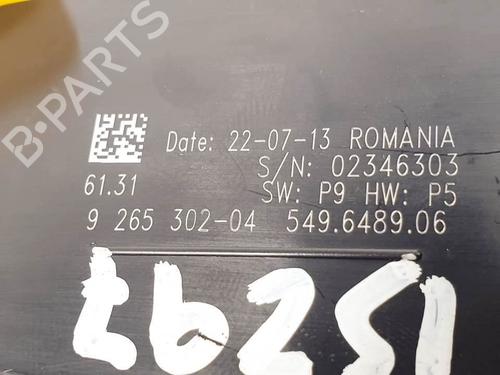 B-PARTS
Date: 22-07-13 ROMANIA
S/N: 02346303
61.31
SW: P9 HW: P5
9 265 302-04 549.6489.06